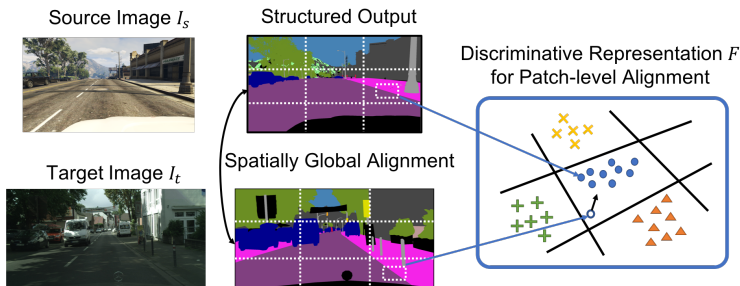 Source Image I_s
Structured Output
Discriminative Representation F
for Patch-level Alignment
Target Image I_t
Spatially Global Alignment